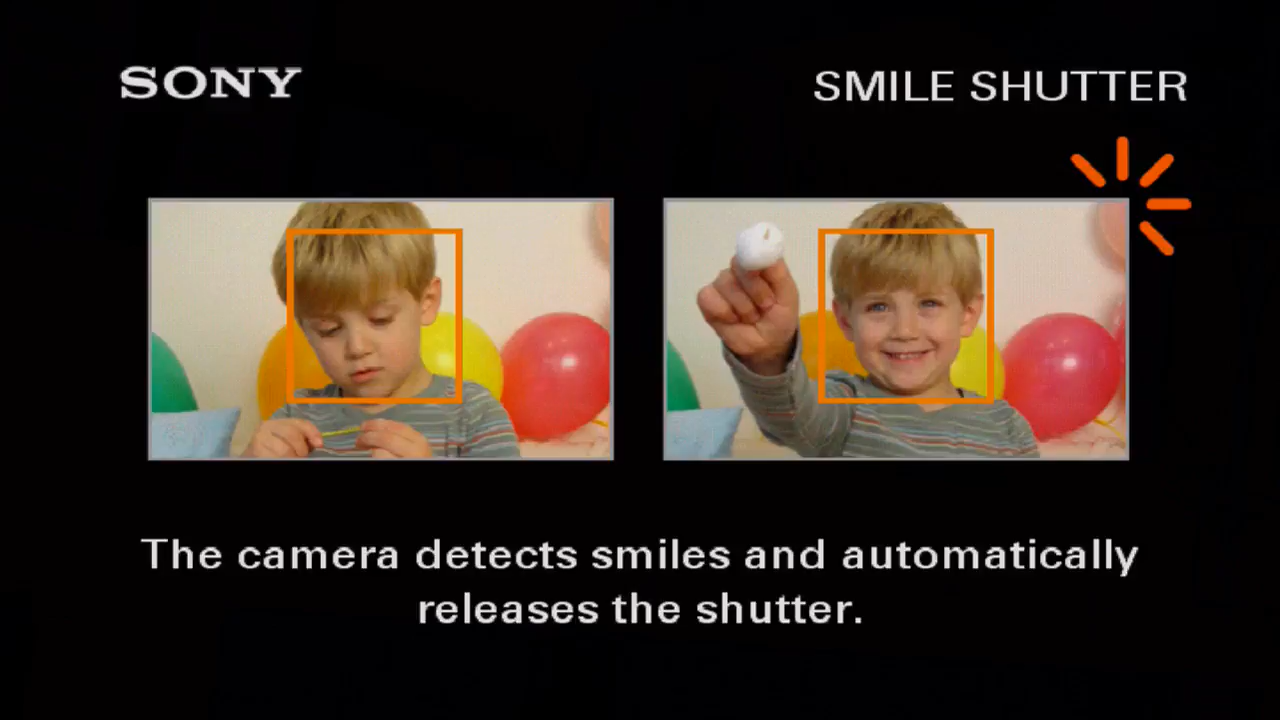 SONY
SMILE SHUTTER
The camera detects smiles and automatically
releases the shutter.